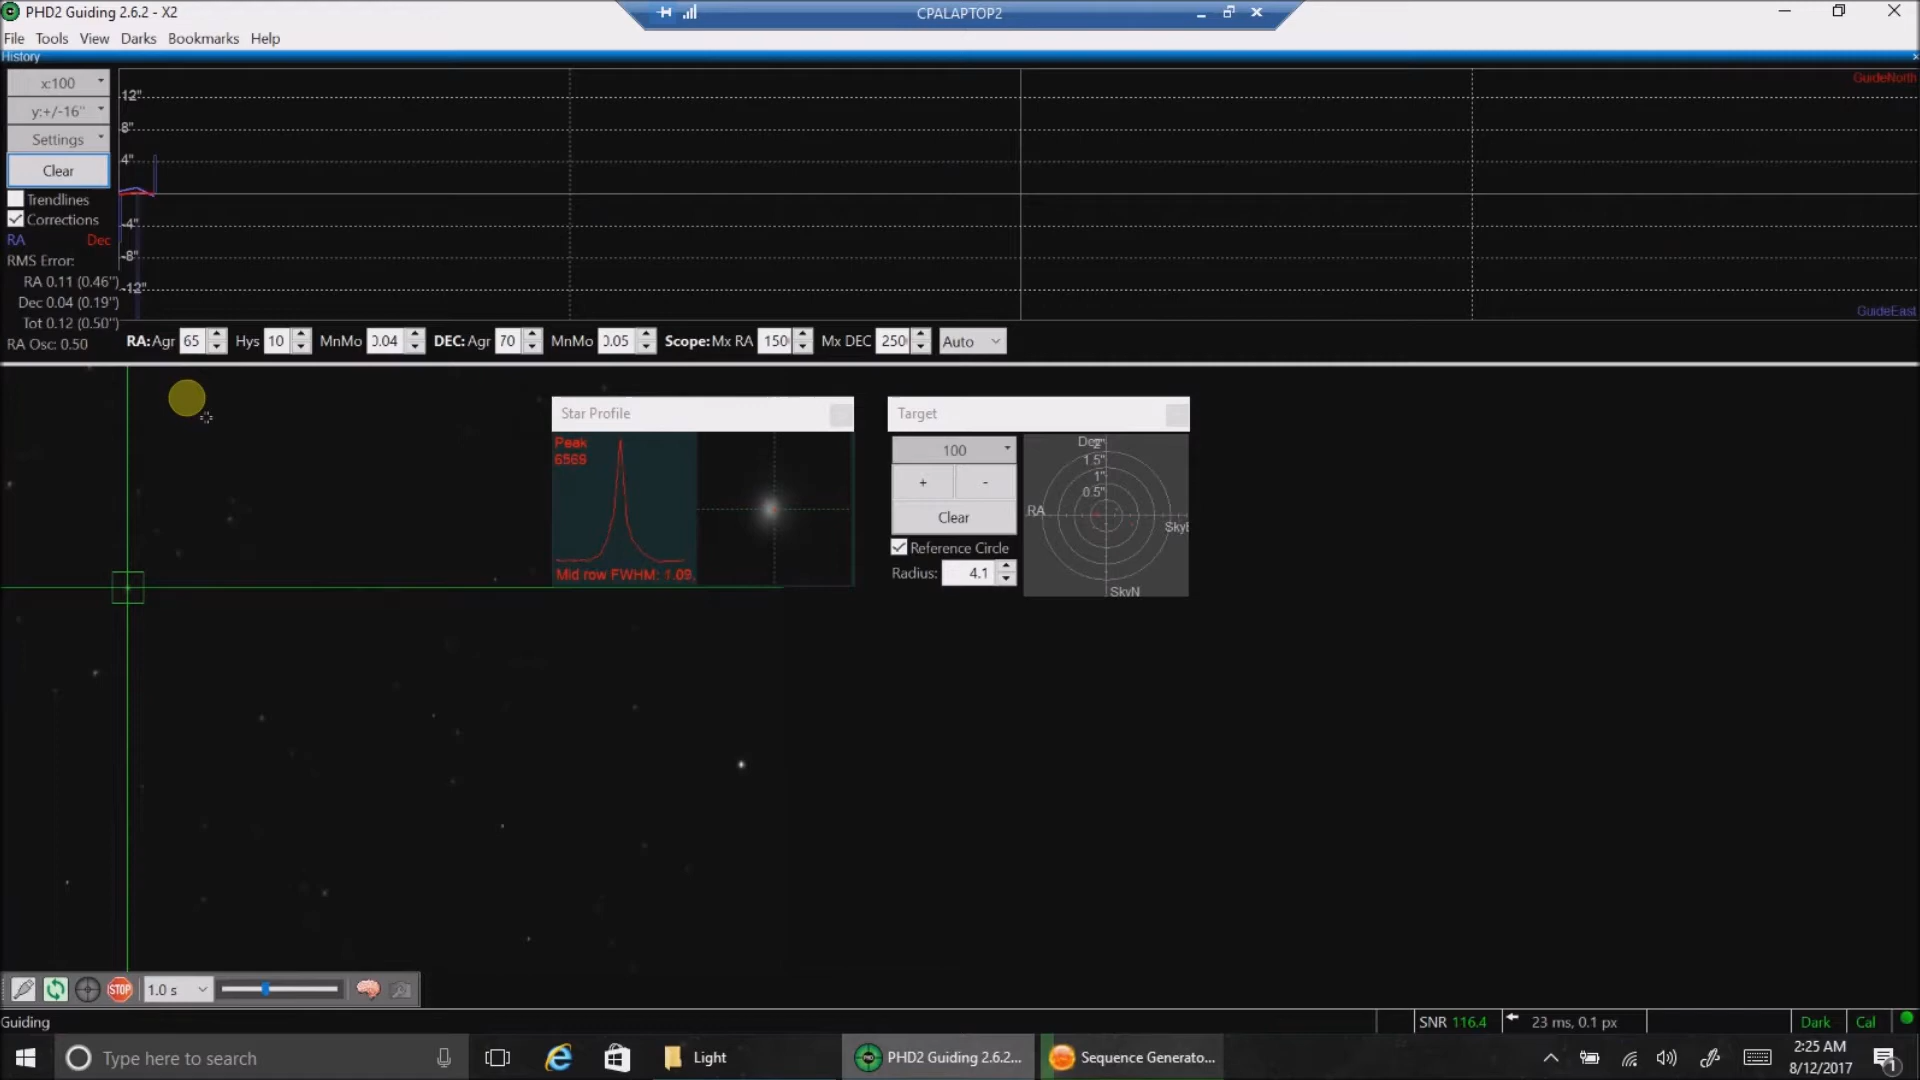 PHD2 Guiding 2.6.2 - X2
CPALAPTOP2
File Tools View Darks Bookmarks Help
History
x:100
y:+/-16"
Settings
Clear
Trendlines
Corrections
RA Dec
RMS Error:
RA 0.11 (0.46")
Dec 0.04 (0.19")
Tot 0.12 (0.50")
RA Osc: 0.50
12"
8"
4"
-4"
-8"
-12"
GuideNorth
GuideEast
RA: Agr 65 Hys 10 MnMo 0.04 DEC: Agr 70 MnMo 0.05 Scope: Mx RA 150 Mx DEC 250 Auto
Star Profile
Peak
6569
Mid row FWHM: 1.09
Target
100
+ -
Clear
Reference Circle
Radius: 4.1
Dec
2"
1.5"
1"
0.5"
RA
SkyE
SkyN
STOP
1.0 s
Guiding
SNR 116.4
23 ms, 0.1 px
Dark
Cal
Type here to search
Light
PHD2 Guiding 2.6.2...
Sequence Generato...
2:25 AM
8/12/2017
1